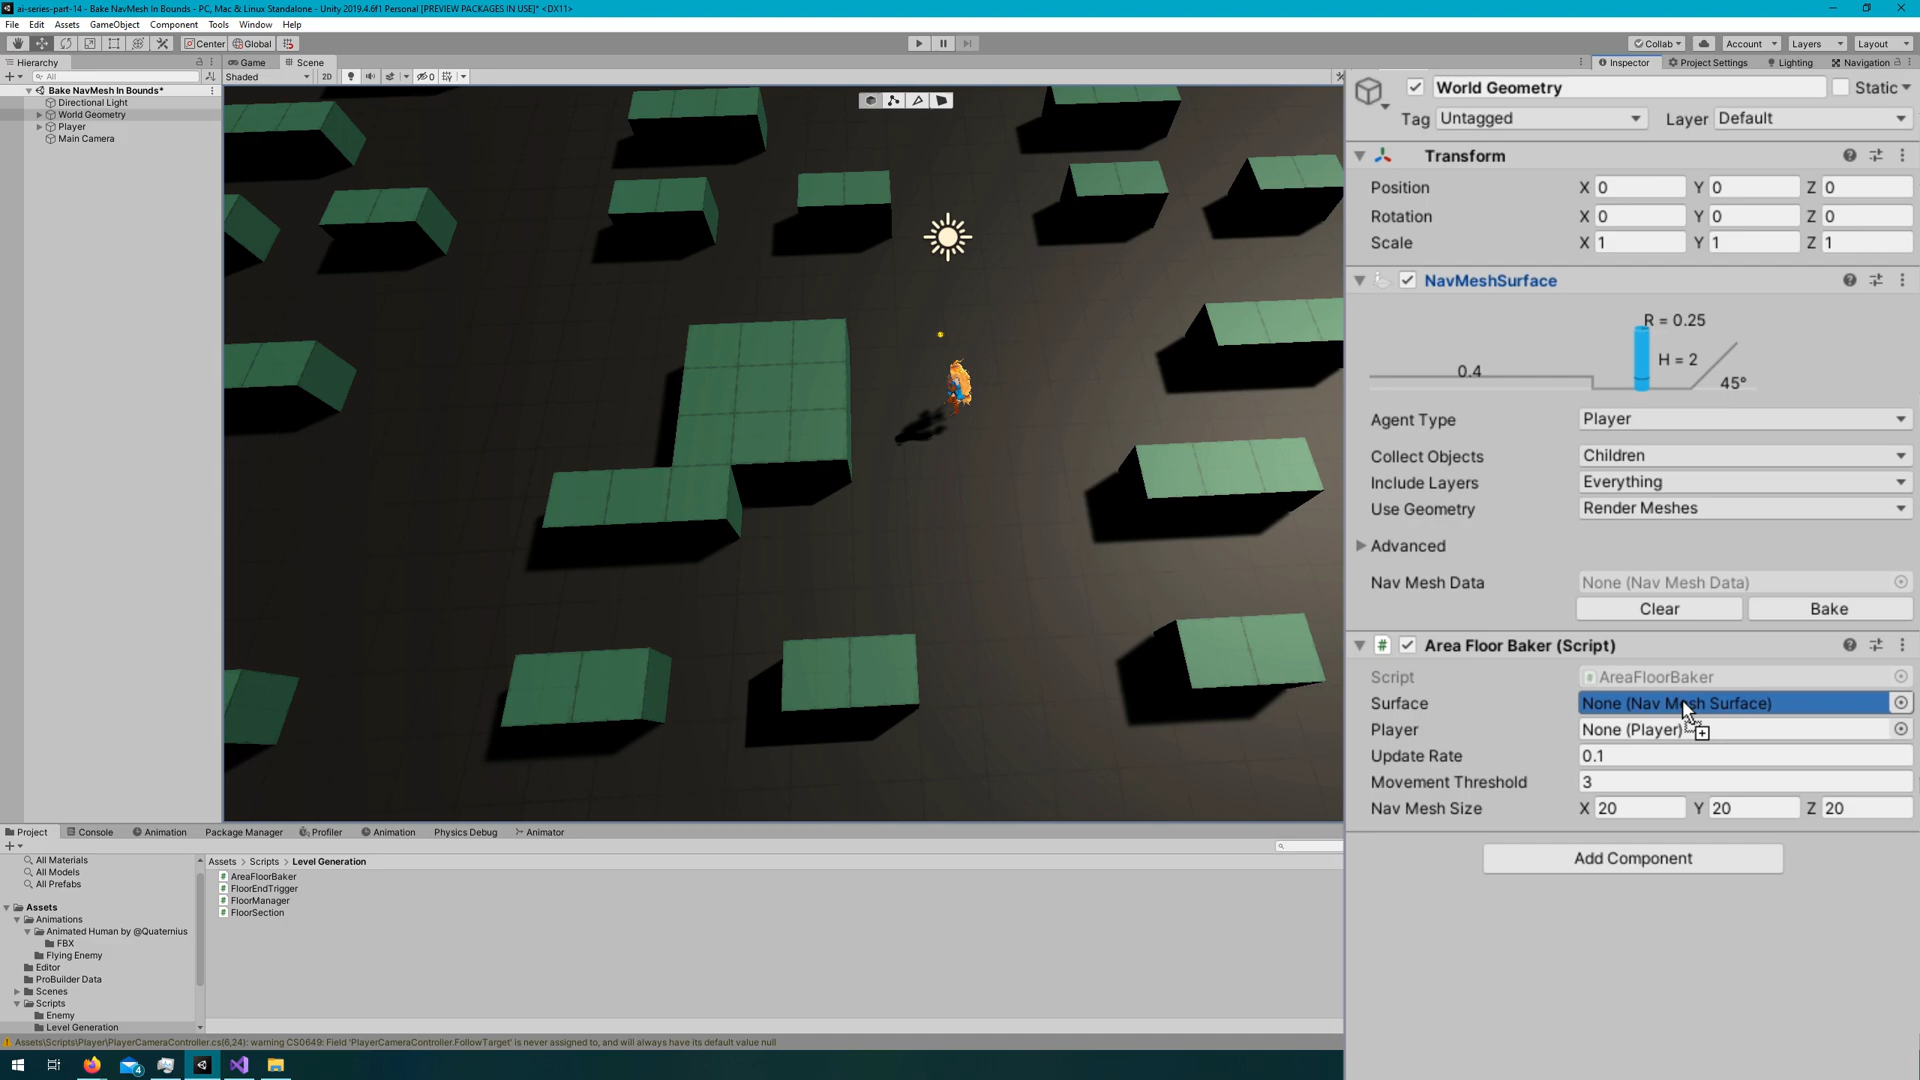 ai-series-part-14 - Bake NavMesh In Bounds - PC, Mac & Linux Standalone - Unity 2019.4.6f1 Personal [PREVIEW PACKAGES IN USE]* <DX11>
File Edit Assets GameObject Component Tools Window Help
Center Global Collab Account Layers Layout
Hierarchy Game Scene Inspector Project Settings Lighting Navigation
All Shaded 2D 0
Bake NavMesh In Bounds*
Directional Light
World Geometry
Player
Main Camera
World Geometry Static
Tag Untagged Layer Default
Transform
Position X 0 Y 0 Z 0
Rotation X 0 Y 0 Z 0
Scale X 1 Y 1 Z 1
NavMeshSurface
R = 0.25
H = 2
0.4
45°
Agent Type Player
Collect Objects Children
Include Layers Everything
Use Geometry Render Meshes
Advanced
Nav Mesh Data None (Nav Mesh Data)
Clear Bake
# Area Floor Baker (Script)
Script # AreaFloorBaker
Surface None (Nav Mesh Surface)
Player None (Player)
Update Rate 0.1
Movement Threshold 3
Nav Mesh Size X 20 Y 20 Z 20
Add Component
Project Console Animation Package Manager Profiler Animation Physics Debug Animator
All Materials
All Models
All Prefabs
Assets
Animations
Animated Human by @Quaternius
FBX
Flying Enemy
Editor
ProBuilder Data
Scenes
Scripts
Enemy
Level Generation
Assets > Scripts > Level Generation
# AreaFloorBaker
# FloorEndTrigger
# FloorManager
# FloorSection
Assets\Scripts\Player\PlayerCameraController.cs(6,24): warning CS0649: Field 'PlayerCameraController.FollowTarget' is never assigned to, and will always have its default value null
4